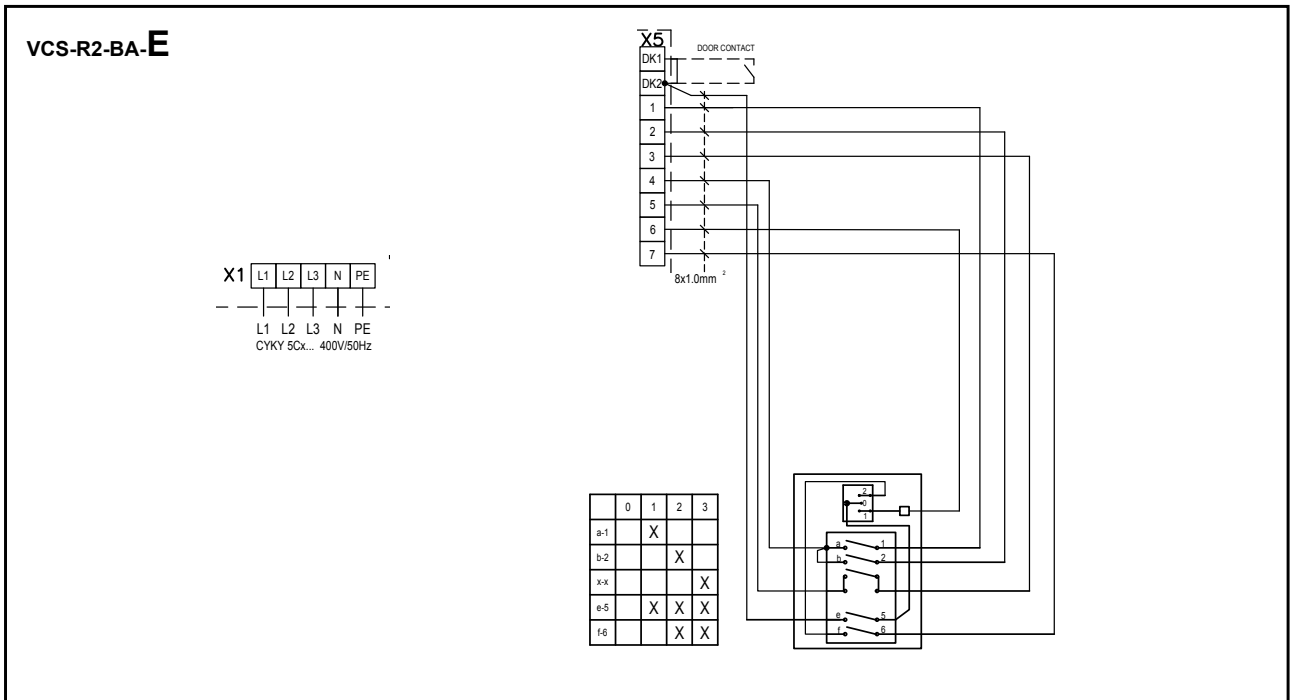 VCS-R2-BA-E
X5
DOOR CONTACT
DK1
DK2
1
2
3
4
5
6
7
8x1.0mm 2
X1 L1 L2 L3 N PE
L1 L2 L3 N PE
CYKY 5Cx... 400V/50Hz
0 1 2 3
a-1 X
b-2 X
x-x X
e-5 X X X
f-6 X X
2
0
1
a 1
b 2
e 5
f 6